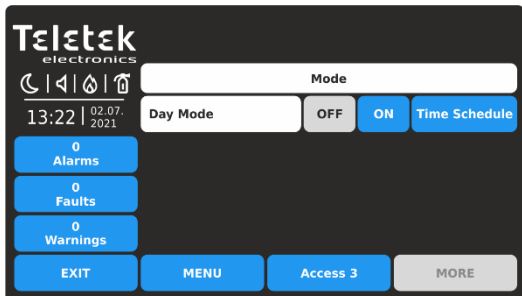 Teletek
electronics
13:22 02.07.
2021
Mode
Day Mode OFF ON Time Schedule
0
Alarms
0
Faults
0
Warnings
EXIT MENU Access 3 MORE